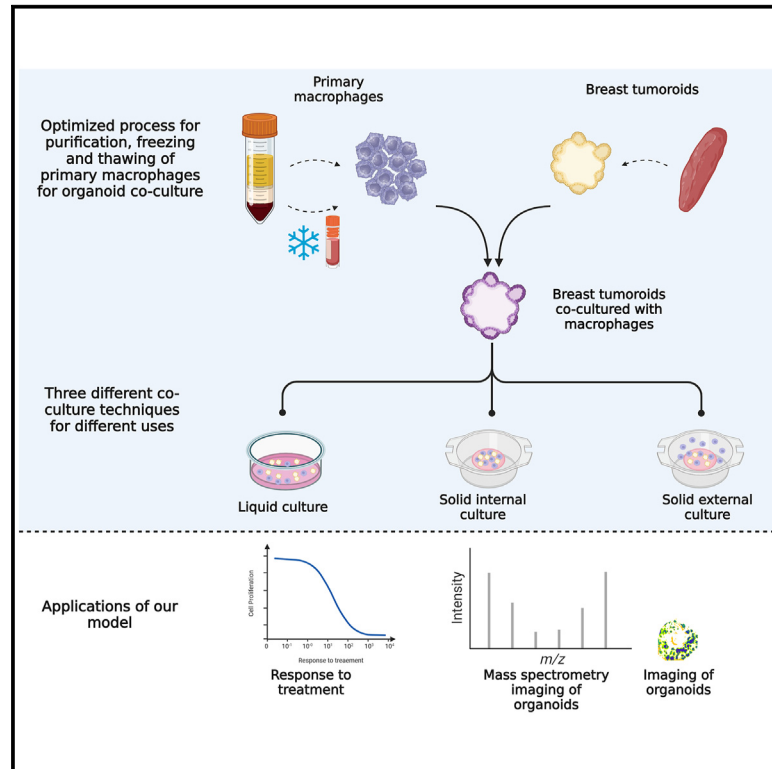 Primary
macrophages
Breast tumoroids
Optimized process for
purification, freezing
and thawing of
primary macrophages
for organoid co-culture
Breast tumoroids
co-cultured with
macrophages
Three different co-
culture techniques
for different uses
Liquid culture
Solid internal
culture
Solid external
culture
Applications of our
model
Cell Proliferation
0
Response to treaement
Response to
treatment
Intensity
m/z
Mass spectrometry
imaging of
organoids
Imaging of
organoids